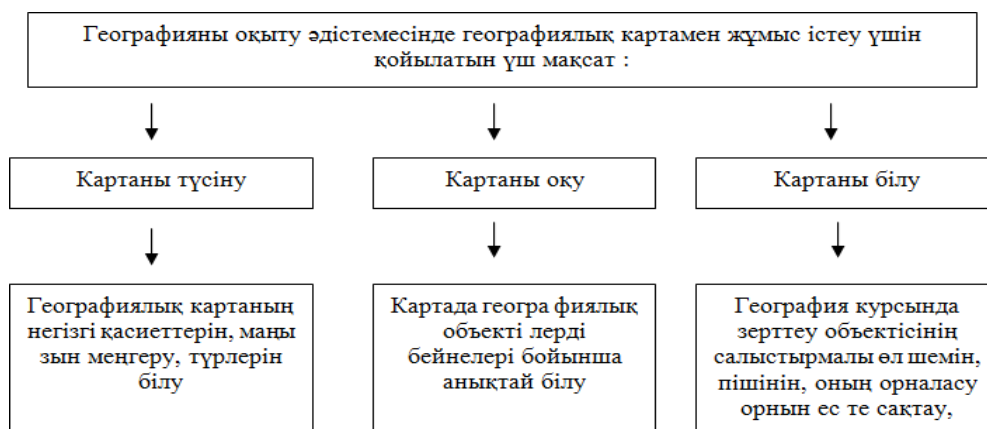 Географияны оқыту әдістемесінде географиялық картамен жұмыс істеу үшін
қойылатын үш мақсат :
Картаны түсіну
Картаны оқу
Картаны білу
Географиялық картаның
негізгі қасиеттерін, маңы
зын меңгеру, түрлерін
білу
Картада геогра фиялық
объекті лерді
бейнелері бойынша
анықтай білу
География курсында
зерттеу объектісінің
салыстырмалы өл шемін,
пішінін, оның орналасу
орнын ес те сақтау,